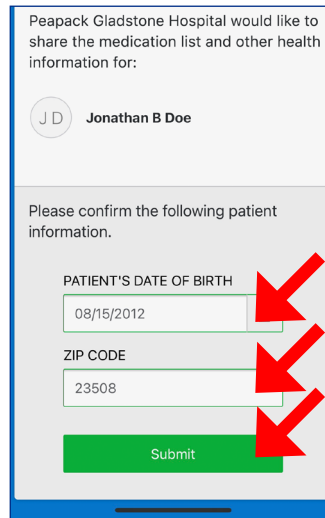 Peapack Gladstone Hospital would like to
share the medication list and other health
information for:
J D
Jonathan B Doe
Please confirm the following patient
information.
PATIENT'S DATE OF BIRTH
08/15/2012
ZIP CODE
23508
Submit